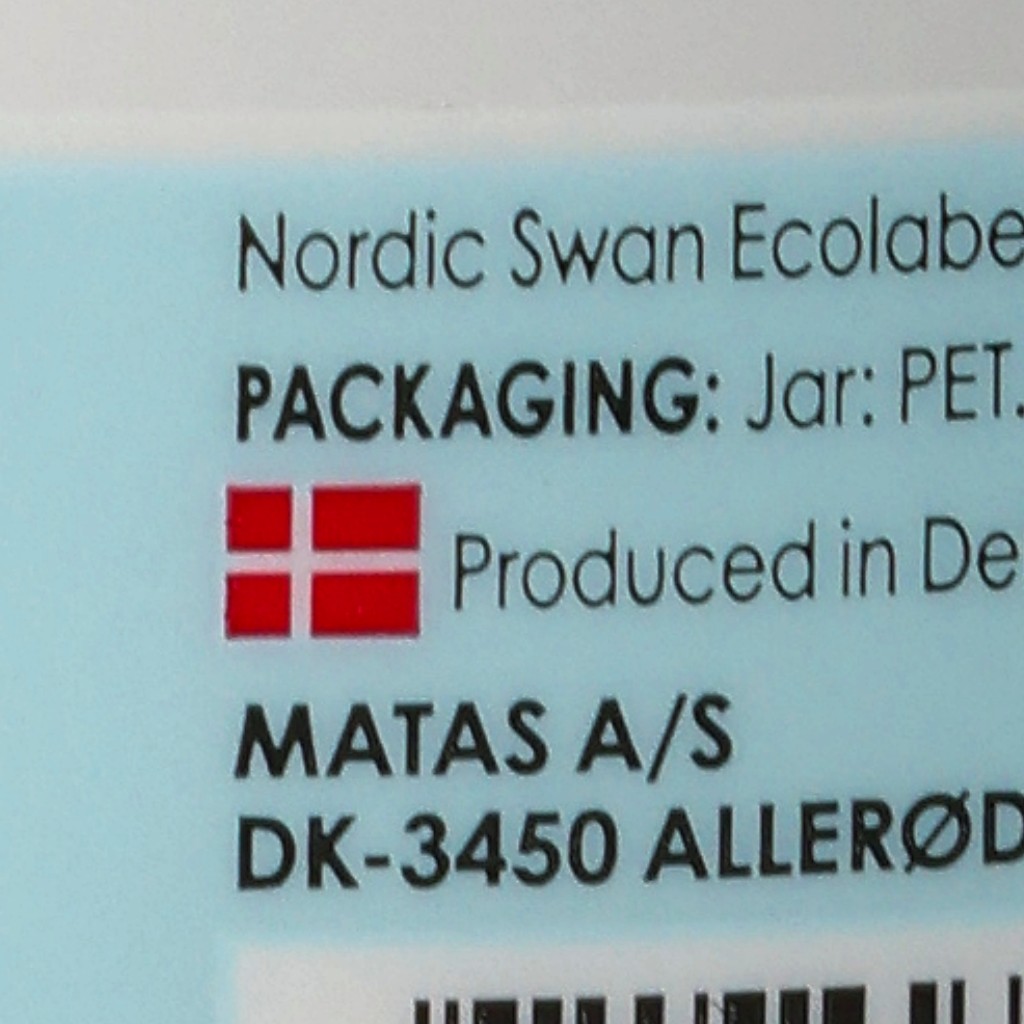 Nordic Swan Ecolabe
PACKAGING: Jar: PET.
Produced in De
MATAS A/S
DK-3450 ALLERØD